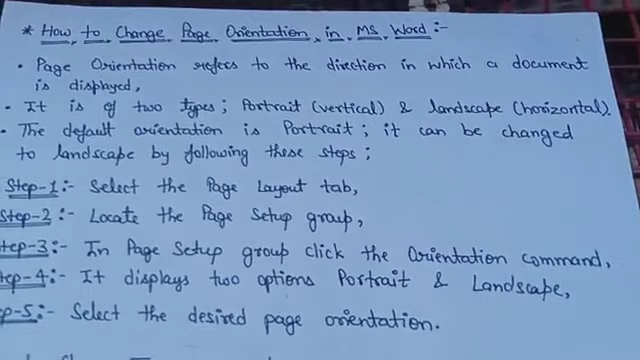 * How to Change Page Orientation in MS Word :-
• Page Orientation refers to the direction in which a document
is displayed,
• It is of two types; Portrait (vertical) & landscape (horizontal).
• The default orientation is Portrait; it can be changed
to landscape by following these steps;
Step-1:- Select the Page Layout tab,
Step-2:- Locate the Page Setup group,
tep-3:- In Page Setup group click the Orientation command,
tep-4:- It displays two options Portrait & Landscape,
p-5:- Select the desired page orientation.